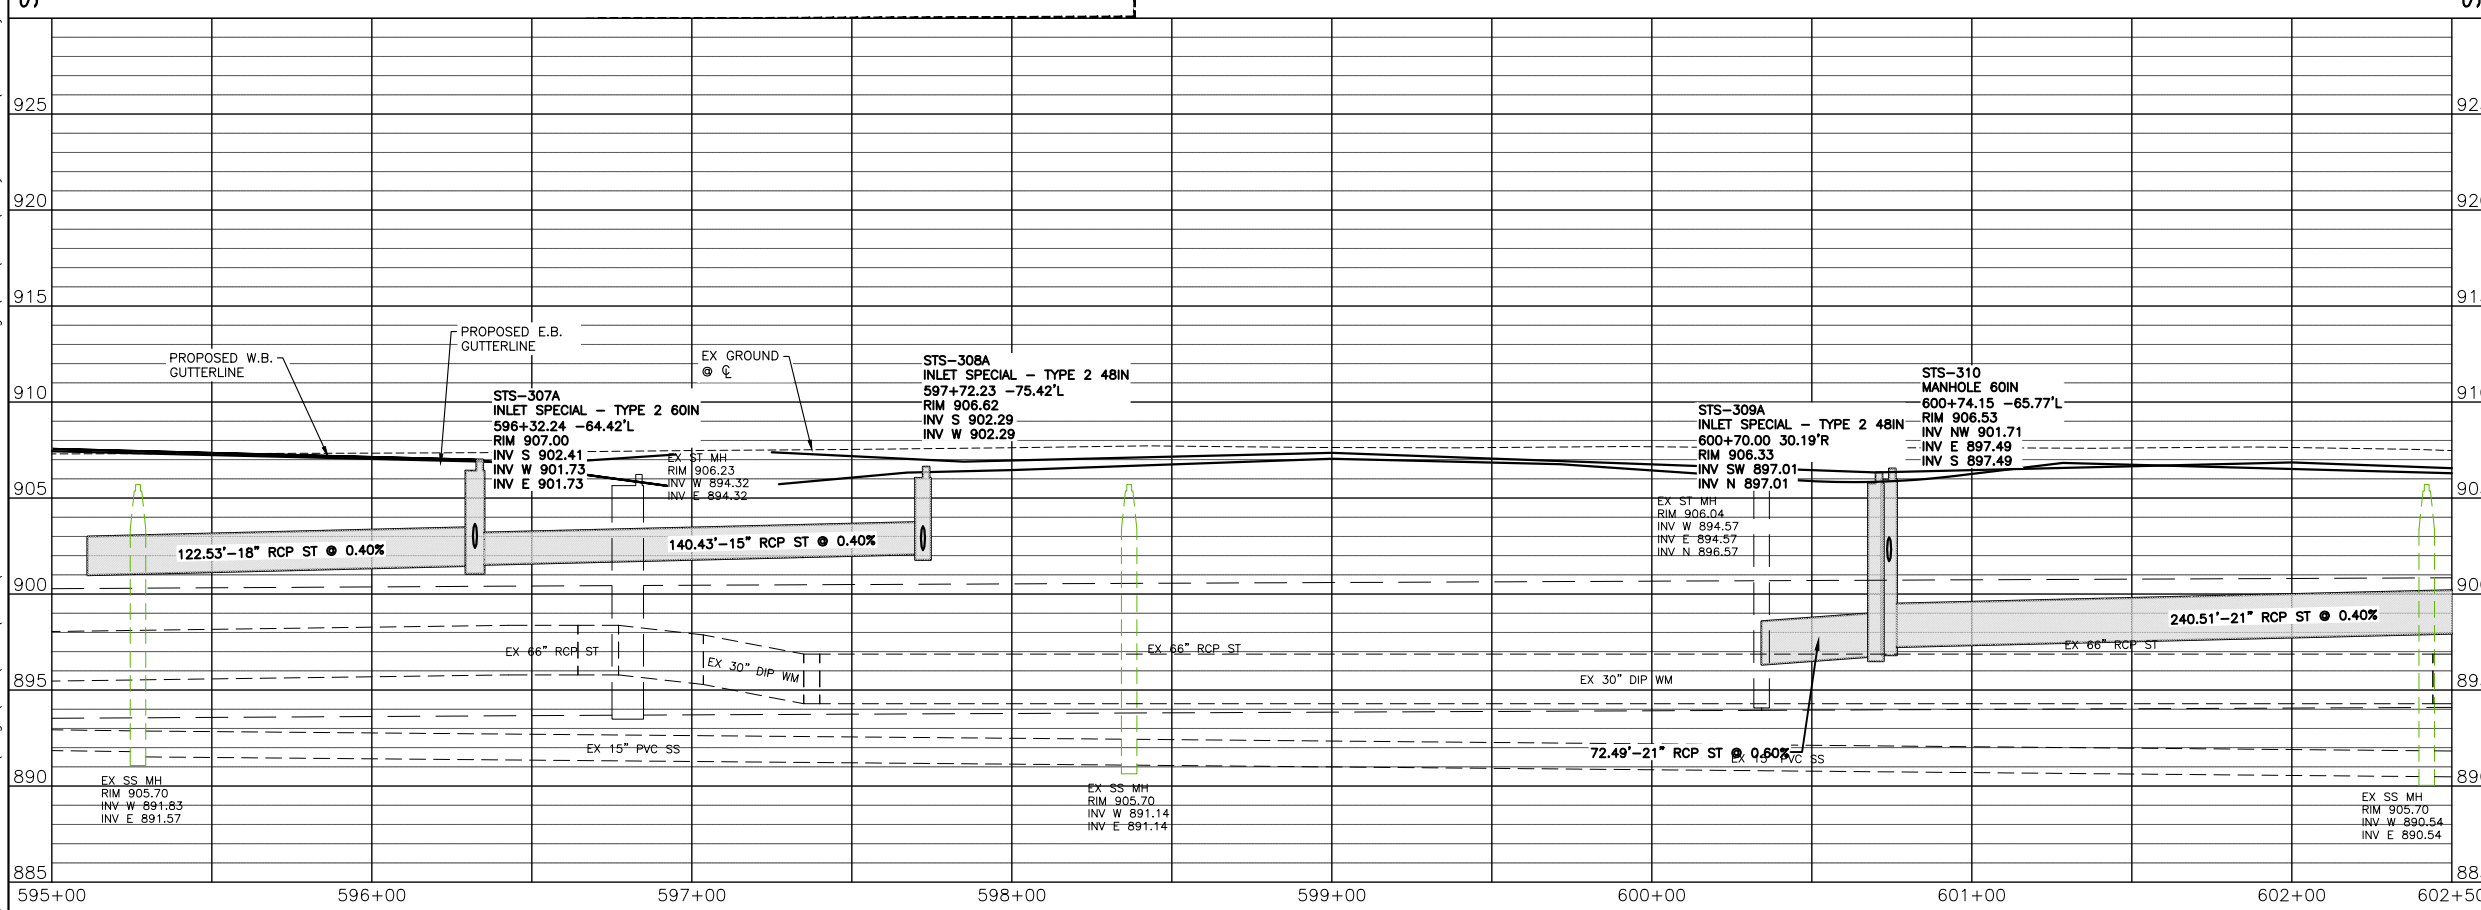 925
920
915
910
905
900
895
890
885
PROPOSED W.B.
GUTTERLINE
PROPOSED E.B.
GUTTERLINE
STS-307A
INLET SPECIAL - TYPE 2 60IN
596+32.24 -64.42'L
RIM 907.00
INV S 902.41
INV W 901.73
INV E 901.73
EX GROUND
@ ℄
EX ST MH
RIM 906.23
INV W 894.32
INV E 894.32
STS-308A
INLET SPECIAL - TYPE 2 48IN
597+72.23 -75.42'L
RIM 906.62
INV S 902.29
INV W 902.29
STS-309A
INLET SPECIAL - TYPE 2 48IN
600+70.00 30.19'R
RIM 906.33
INV SW 897.01
INV N 897.01
STS-310
MANHOLE 60IN
600+74.15 -65.77'L
RIM 906.53
INV NW 901.71
INV E 897.49
INV S 897.49
EX ST MH
RIM 906.04
INV W 894.57
INV E 894.57
INV N 896.57
122.53'-18" RCP ST @ 0.40%
140.43'-15" RCP ST @ 0.40%
240.51'-21" RCP ST @ 0.40%
EX 66" RCP ST
EX 30" DIP WM
EX 66" RCP ST
EX 30" DIP WM
EX 66" RCP ST
EX 15" PVC SS
72.49'-21" RCP ST @ 0.60%
EX 15" PVC SS
EX SS MH
RIM 905.70
INV W 891.83
INV E 891.57
EX SS MH
RIM 905.70
INV W 891.14
INV E 891.14
EX SS MH
RIM 905.70
INV W 890.54
INV E 890.54
595+00
596+00
597+00
598+00
599+00
600+00
601+00
602+00
602+50